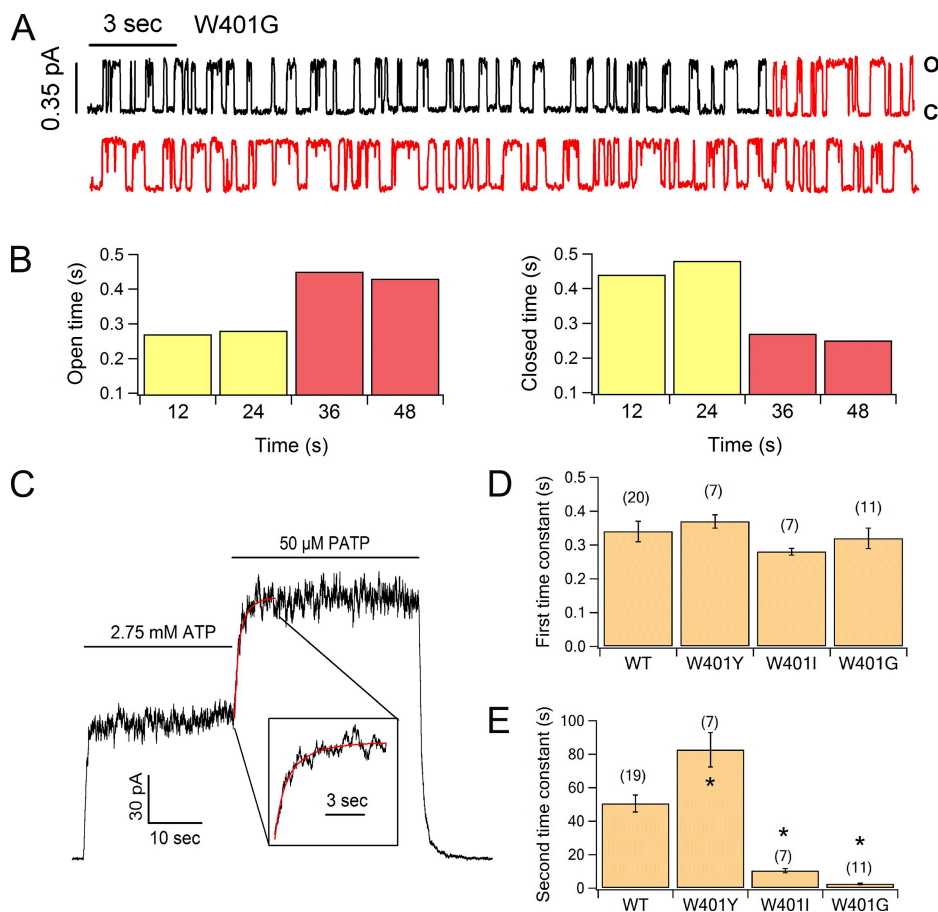 A
3 sec
W401G
0.35 pA
O
C
B
Open time (s)
0.5
0.4
0.3
0.2
0.1
12 24 36 48
Time (s)
Closed time (s)
0.5
0.4
0.3
0.2
0.1
12 24 36 48
Time (s)
C
50 µM PATP
2.75 mM ATP
30 pA
10 sec
3 sec
D
First time constant (s)
0.5
0.4
0.3
0.2
0.1
0.0
(20) (7) (7) (11)
WT W401Y W401I W401G
E
Second time constant (s)
100
80
60
40
20
0
(19) (7) (7) (11)
* * *
WT W401Y W401I W401G